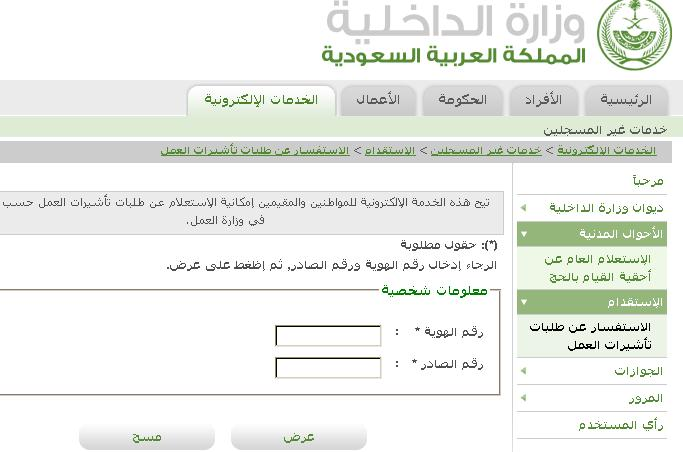 وزارة الداخلية
المملكة العربية السعودية
الرئيسية
الأفراد
الحكومة
الأعمال
الخدمات الإلكترونية
خدمات غير المسجلين
الخدمات الإلكترونية > خدمات غير المسجلين > الإستقدام > الاستفسار عن طلبات تأشيرات العمل
مرحباً
ديوان وزارة الداخلية
الأحوال المدنية
الإستعلام العام عن
أحقية القيام بالحج
الإستقدام
الاستفسار عن طلبات
تأشيرات العمل
الجوازات
المرور
رأي المستخدم
تيح هذه الخدمة الإلكترونية للمواطنين والمقيمين إمكانية الإستعلام عن طلبات تأشيرات العمل حسب
في وزارة العمل.
(*): حقول مطلوبة
الرجاء إدخال رقم الهوية ورقم الصادر, ثم إظغط على عرض.
معلومات شخصية
رقم الهوية * :
رقم الصادر * :
عرض
مسح